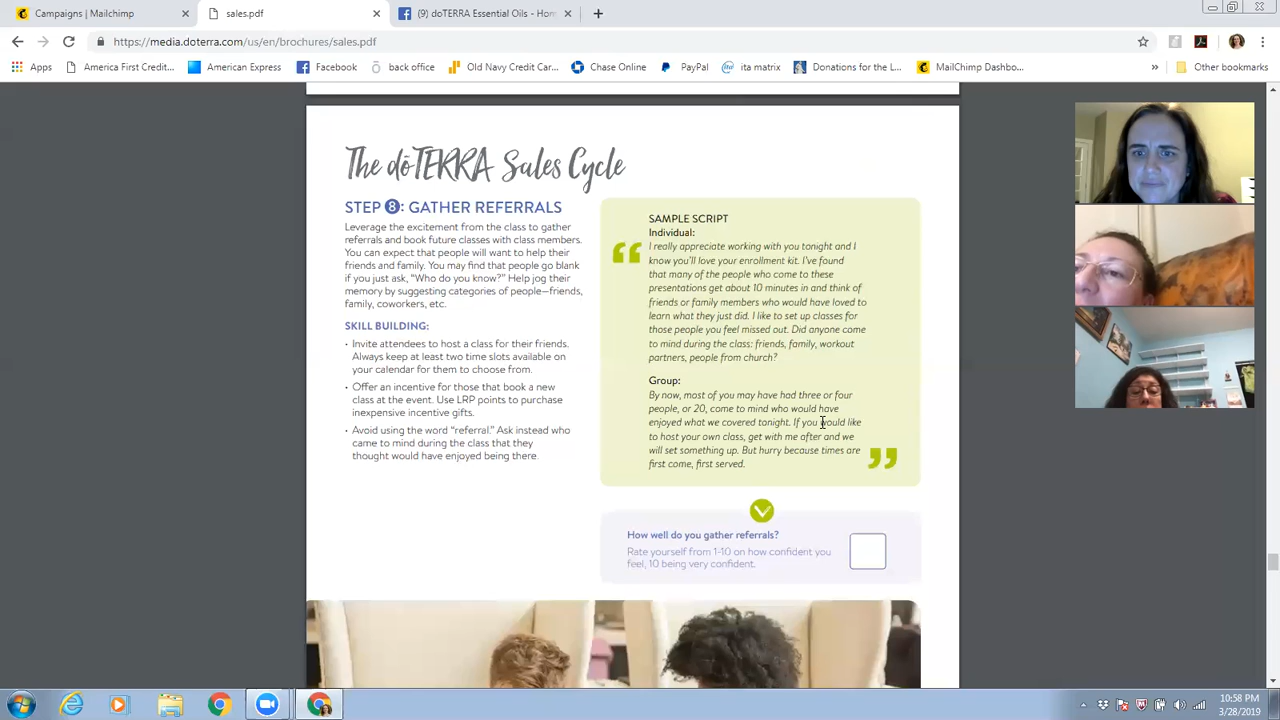 Campaigns | Mailchimp
sales.pdf
(9) doTERRA Essential Oils - Hom
https://media.doterra.com/us/en/brochures/sales.pdf
Apps
America First Credit...
American Express
Facebook
back office
Old Navy Credit Car...
Chase Online
PayPal
ita matrix
Donations for the L...
MailChimp Dashbo...
Other bookmarks
The doTERRA Sales Cycle
STEP 8: GATHER REFERRALS
Leverage the excitement from the class to gather
referrals and book future classes with class members.
You can expect that people will want to help their
friends and family. You may find that people go blank
if you just ask, “Who do you know?” Help jog their
memory by suggesting categories of people—friends,
family, coworkers, etc.
SKILL BUILDING:
• Invite attendees to host a class for their friends.
Always keep at least two time slots available on
your calendar for them to choose from.
• Offer an incentive for those that book a new
class at the event. Use LRP points to purchase
inexpensive incentive gifts.
• Avoid using the word “referral.” Ask instead who
came to mind during the class that they
thought would have enjoyed being there.
SAMPLE SCRIPT
Individual:
I really appreciate working with you tonight and I
know you’ll love your enrollment kit. I’ve found
that many of the people who come to these
presentations get about 10 minutes in and think of
friends or family members who would have loved to
learn what they just did. I like to set up classes for
those people you feel missed out. Did anyone come
to mind during the class: friends, family, workout
partners, people from church?
Group:
By now, most of you may have had three or four
people, or 20, come to mind who would have
enjoyed what we covered tonight. If you would like
to host your own class, get with me after and we
will set something up. But hurry because times are
first come, first served.
How well do you gather referrals?
Rate yourself from 1-10 on how confident you
feel, 10 being very confident.
10:58 PM
3/28/2019